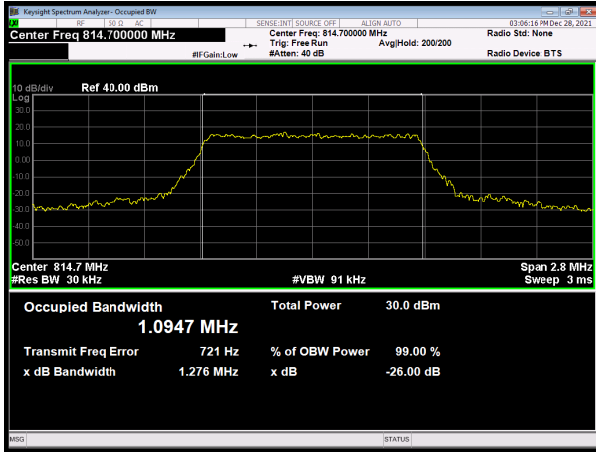 Keysight Spectrum Analyzer - Occupied BW
RF 50 Ω AC SENSE:INT SOURCE OFF ALIGN AUTO 03:06:16 PM Dec 28, 2021
Center Freq 814.700000 MHz Center Freq: 814.700000 MHz Radio Std: None
Trig: Free Run Avg|Hold: 200/200
#IFGain:Low #Atten: 40 dB Radio Device: BTS
10 dB/div Ref 40.00 dBm
Log
30.0
20.0
10.0
0.00
-10.0
-20.0
-30.0
-40.0
-50.0
Center 814.7 MHz Span 2.8 MHz
#Res BW 30 kHz #VBW 91 kHz Sweep 3 ms
Occupied Bandwidth Total Power 30.0 dBm
1.0947 MHz
Transmit Freq Error 721 Hz % of OBW Power 99.00 %
x dB Bandwidth 1.276 MHz x dB -26.00 dB
MSG STATUS